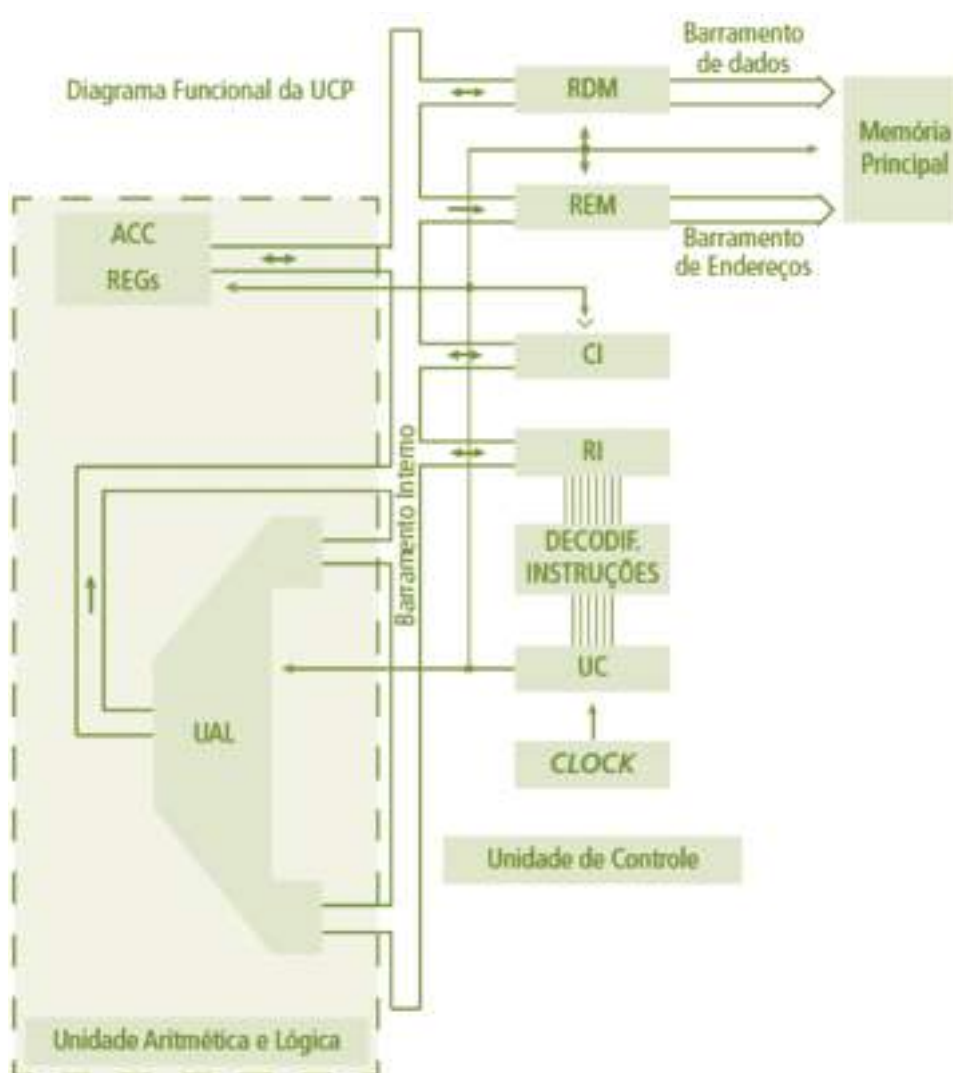 Diagrama Funcional da UCP
Barramento
de dados
RDM
Memória
Principal
REM
Barramento
de Endereços
ACC
REGs
CI
RI
Barramento Interno
DECODIF.
INSTRUÇÕES
UC
UAL
CLOCK
Unidade de Controle
Unidade Aritmética e Lógica